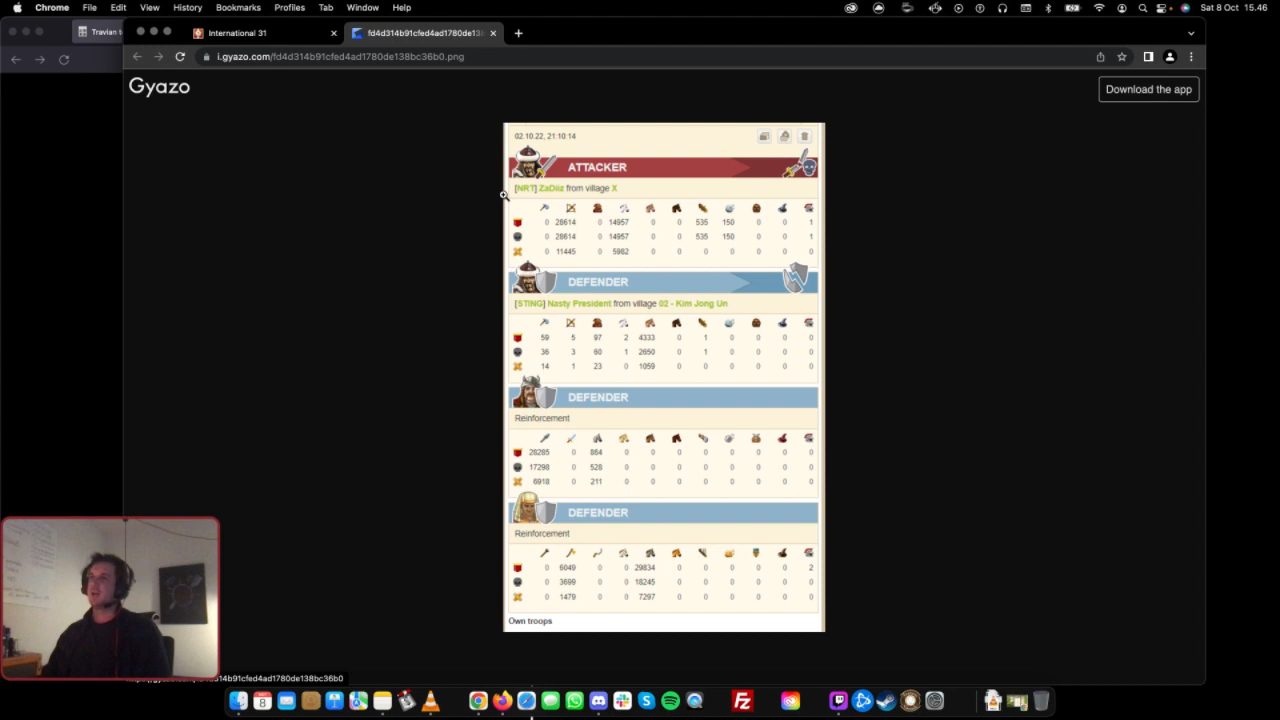 Chrome File Edit View History Bookmarks Profiles Tab Window Help Sat 8 Oct 15.46
Travian t International 31 fd4d314b91cfed4ad1780de13
i.gyazo.com/fd4d314b91cfed4ad1780de138bc36b0.png
Gyazo
Download the app
02.10.22, 21:10:14
ATTACKER
[NRT] ZaDiiz from village X
0 28614 0 14957 0 0 535 150 0 0 1
0 28614 0 14957 0 0 535 150 0 0 1
0 11445 0 5982 0 0 0 0 0 0 0
DEFENDER
[STING] Nasty President from village 02 - Kim Jong Un
59 5 97 2 4333 0 1 0 0 0 0
36 3 60 1 2650 0 1 0 0 0 0
14 1 23 0 1059 0 0 0 0 0 0
DEFENDER
Reinforcement
28285 0 864 0 0 0 0 0 0 0 0
17298 0 528 0 0 0 0 0 0 0 0
6918 0 211 0 0 0 0 0 0 0 0
DEFENDER
Reinforcement
0 6049 0 0 29834 0 0 0 0 0 2
0 3699 0 0 18245 0 0 0 0 0 0
0 1479 0 0 7297 0 0 0 0 0 0
Own troops